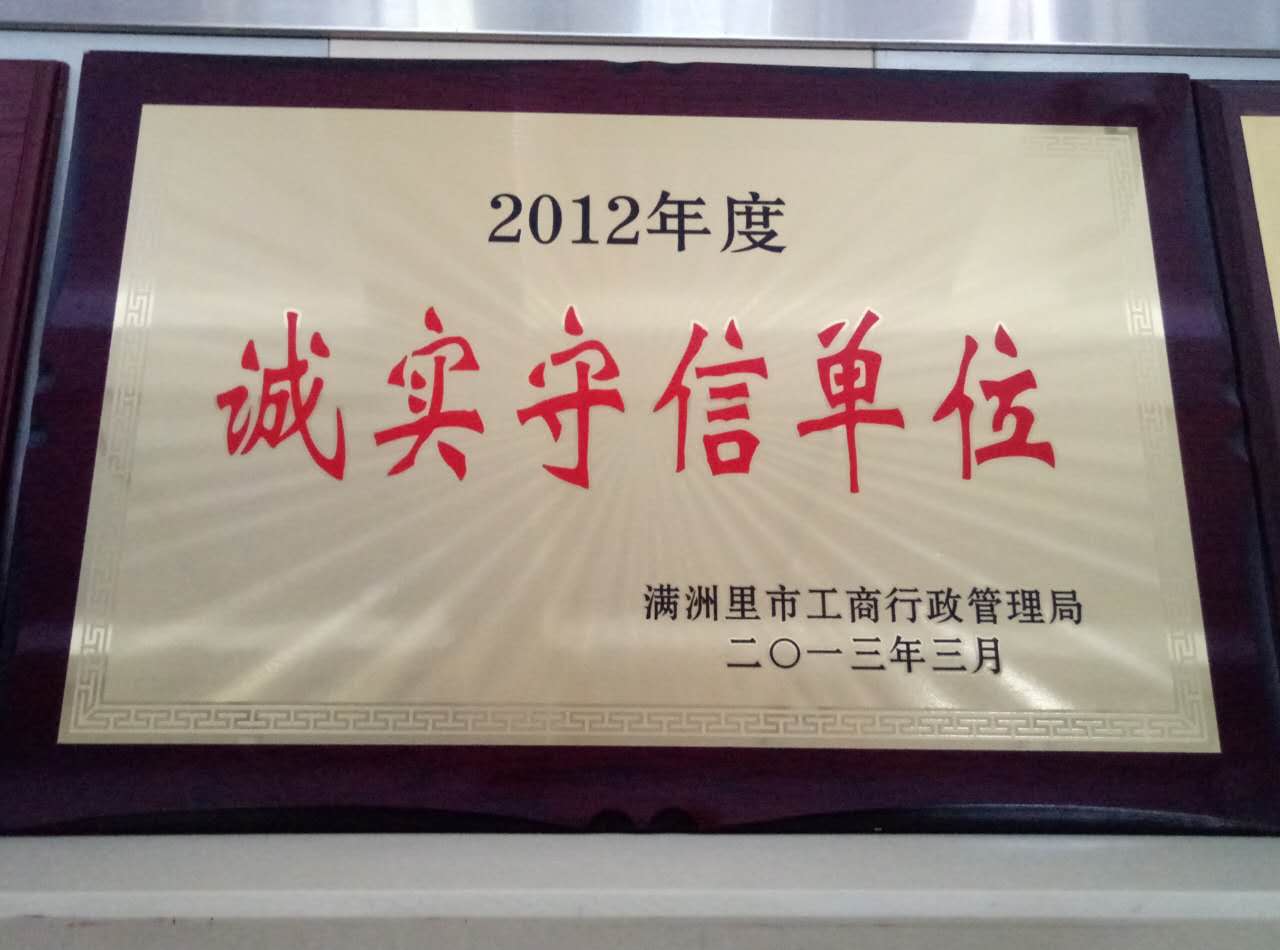 2012年度
诚实守信单位
满洲里市工商行政管理局
二〇一三年三月